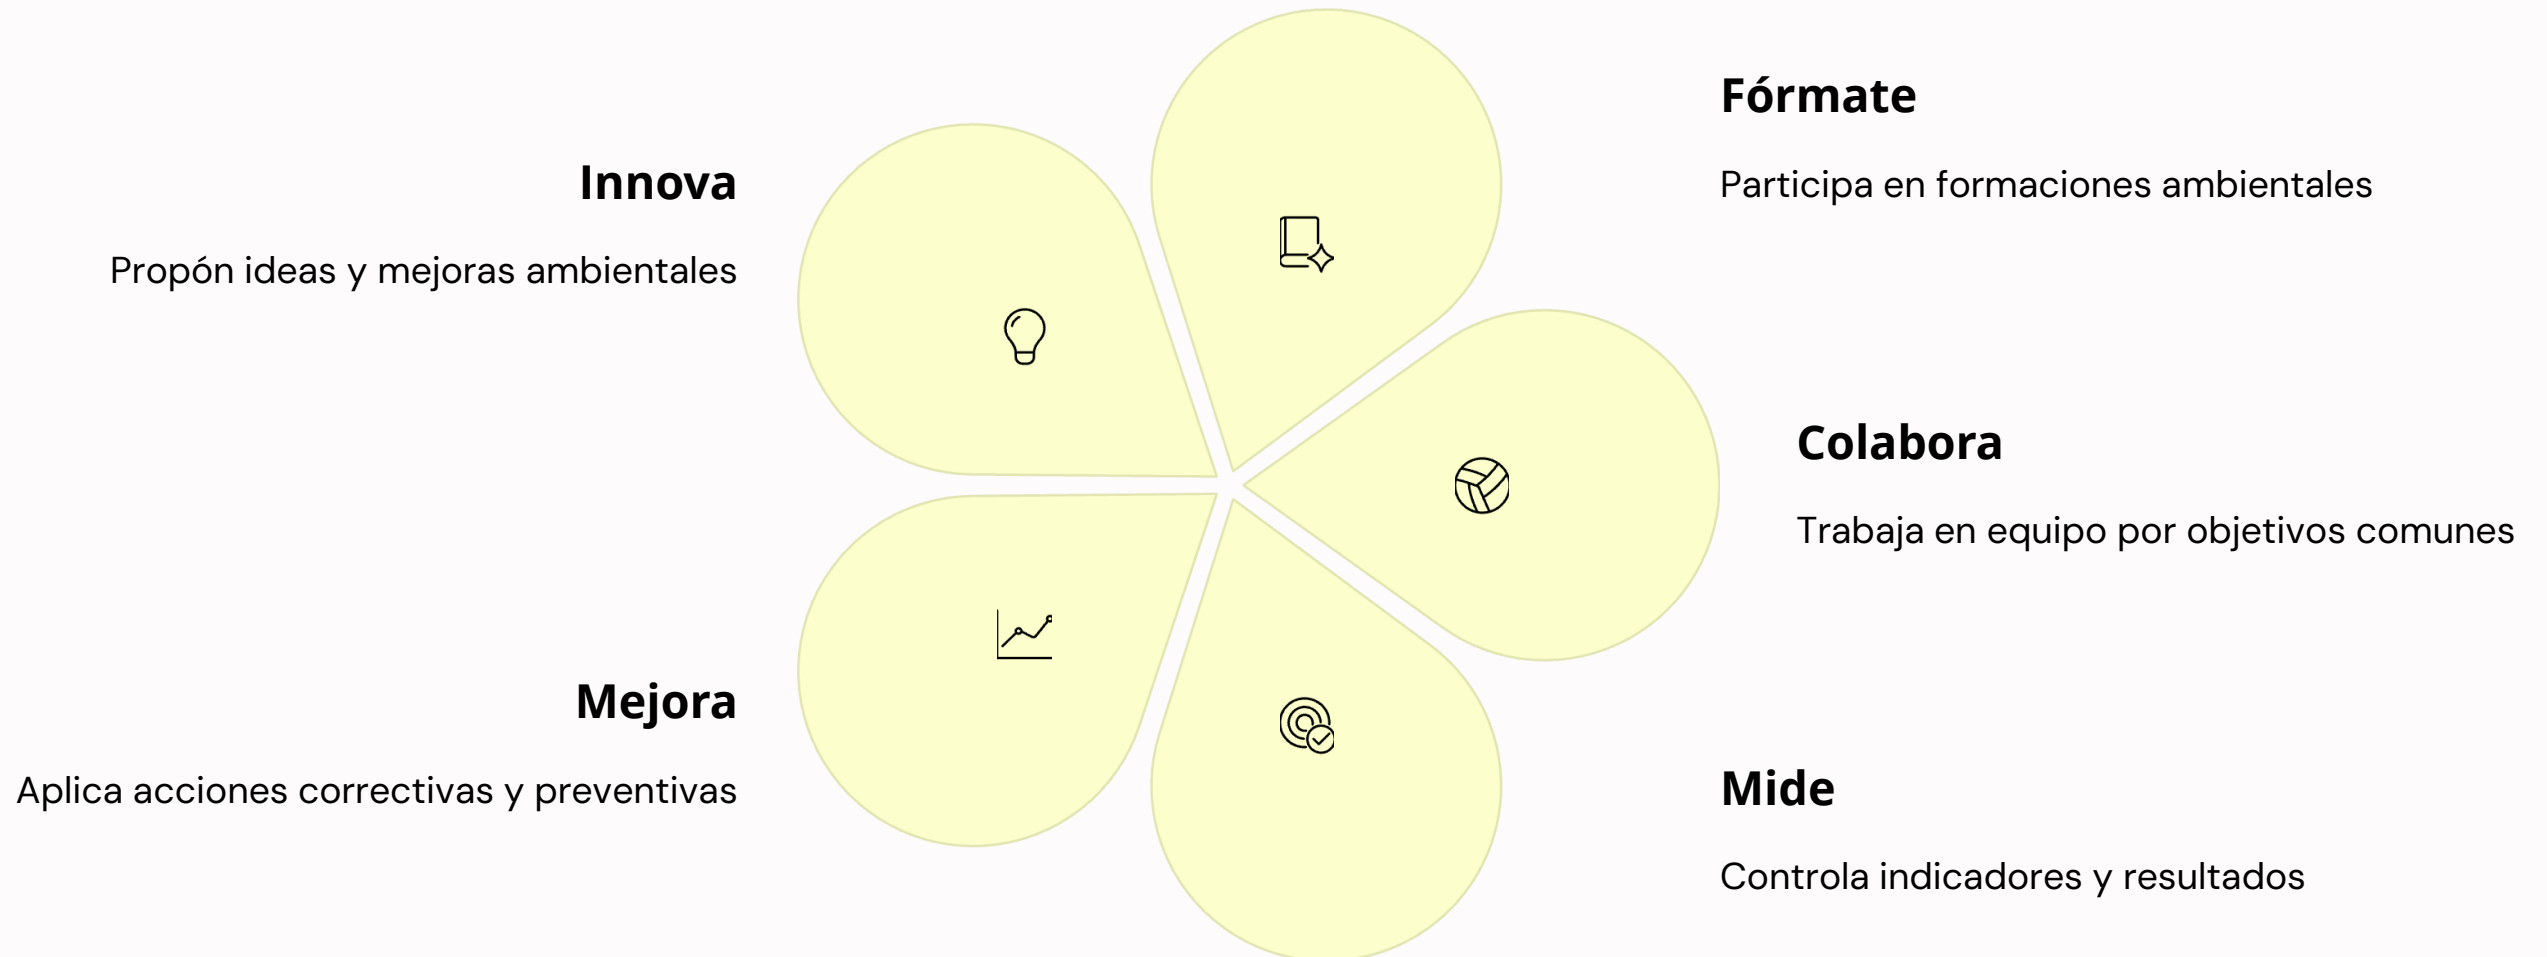 Fórmate
Participa en formaciones ambientales
Colabora
Trabaja en equipo por objetivos comunes
Mide
Controla indicadores y resultados
Mejora
Aplica acciones correctivas y preventivas
Innova
Propón ideas y mejoras ambientales